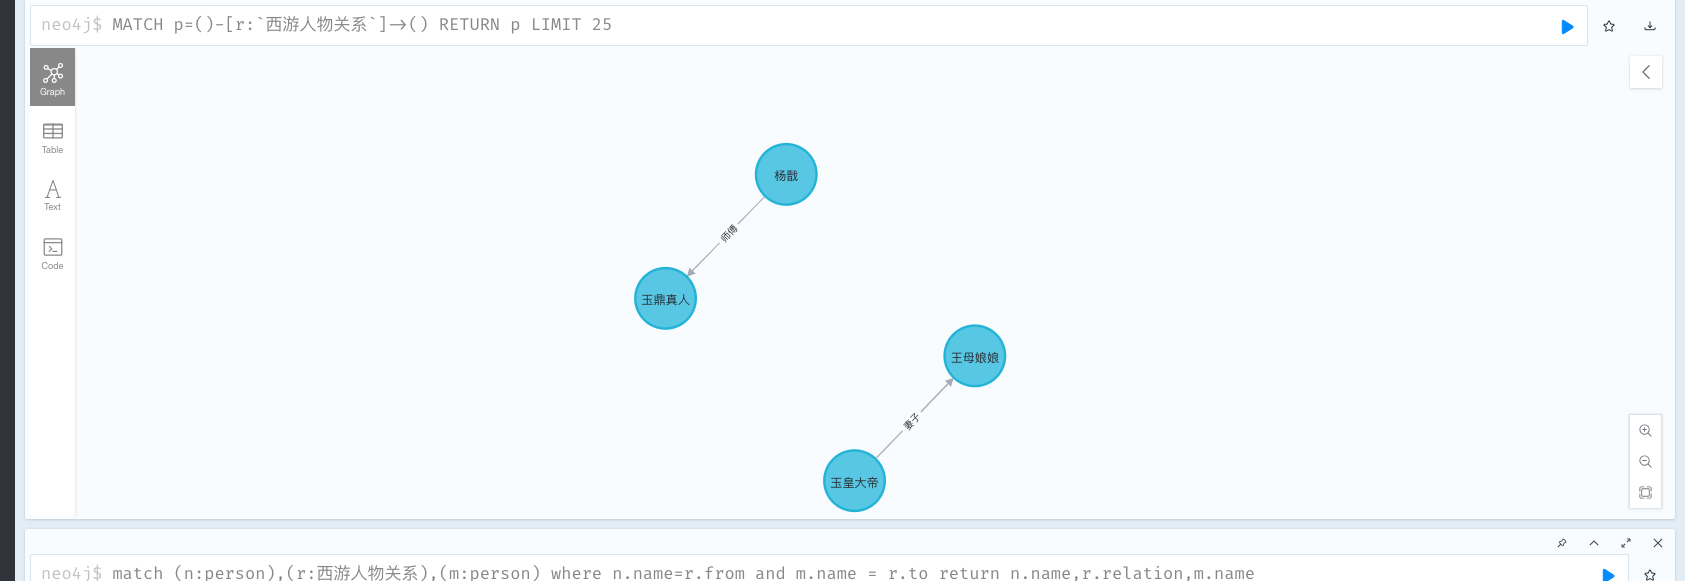 neo4j$ MATCH p=()-[r:`西游人物关系`]->() RETURN p LIMIT 25
Graph
Table
Text
Code
杨戬
师傅
玉鼎真人
王母娘娘
妻子
玉皇大帝
neo4j$ match (n:person),(r:西游人物关系),(m:person) where n.name=r.from and m.name = r.to return n.name,r.relation,m.name